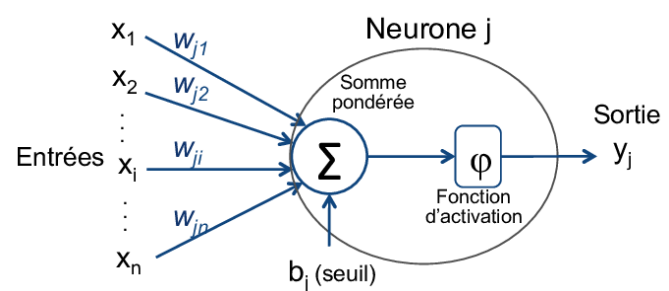 Neurone j
x1
wj1
x2
wj2
Somme
pondérée
Entrées
xi
wji
Σ
φ
Sortie
yj
Fonction
d'activation
wjn
xn
bj (seuil)